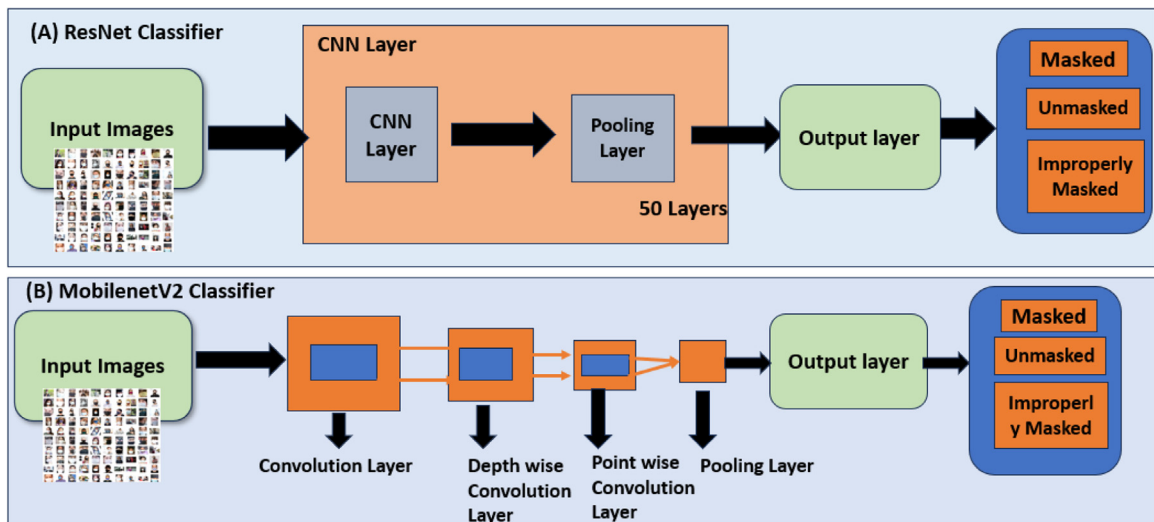 (A) ResNet Classifier
Input Images
CNN Layer
CNN
Layer
Pooling
Layer
50 Layers
Output layer
Masked
Unmasked
Improperly
Masked
(B) MobilenetV2 Classifier
Input Images
Convolution Layer
Depth wise
Convolution
Layer
Point wise
Convolution
Layer
Pooling Layer
Output layer
Masked
Unmasked
Improperl
y Masked